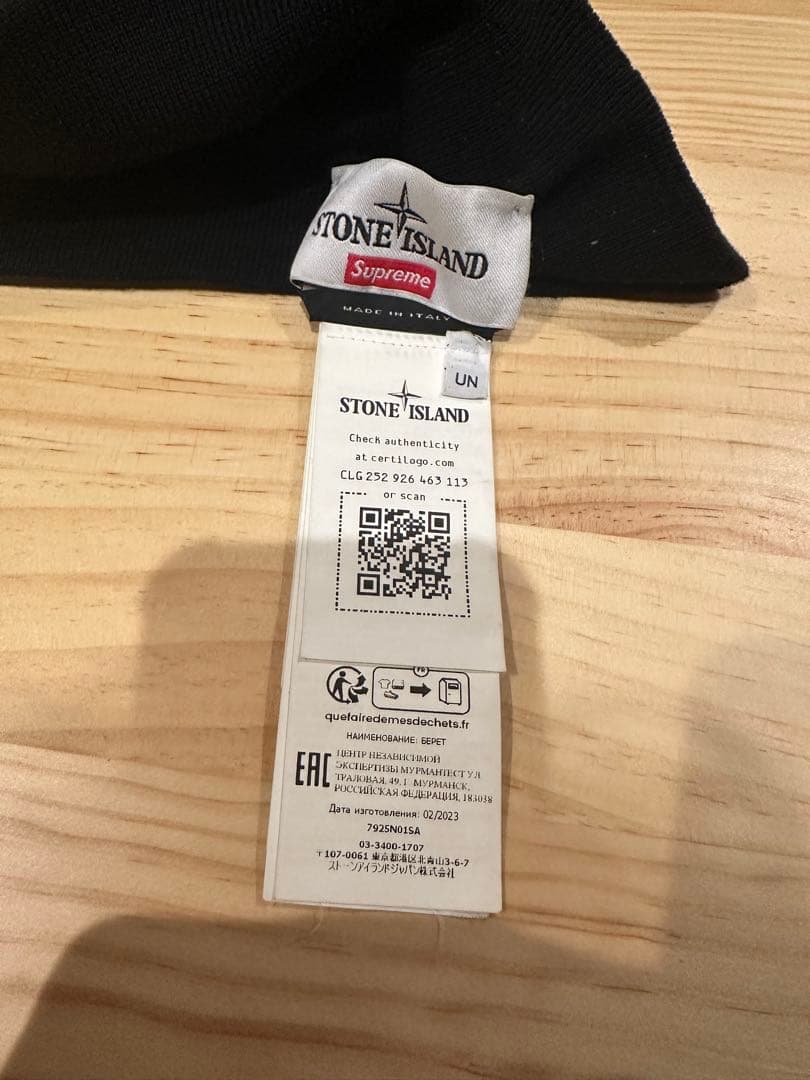 STONE ISLAND
Supreme
MADE IN ITALY
UN
STONE ISLAND
Check authenticity
at certilogo.com
CLG 252 926 463 113
or scan
FR
quefairedemesdechets.fr
НАИМЕНОВАНИЕ: БЕРЕТ
EAC
ЦЕНТР НЕЗАВИСИМОЙ
ЭКСПЕРТИЗЫ МУРМАНТЕСТ УЛ
ТРАЛОВАЯ, 49, Г МУРМАНСК,
РОССИЙСКАЯ ФЕДЕРАЦИЯ, 183038
Дата изготовления: 02/2023
7925N01SA
03-3400-1707
〒107-0061 東京都港区北青山3-6-7
ストーンアイランドジャパン株式会社